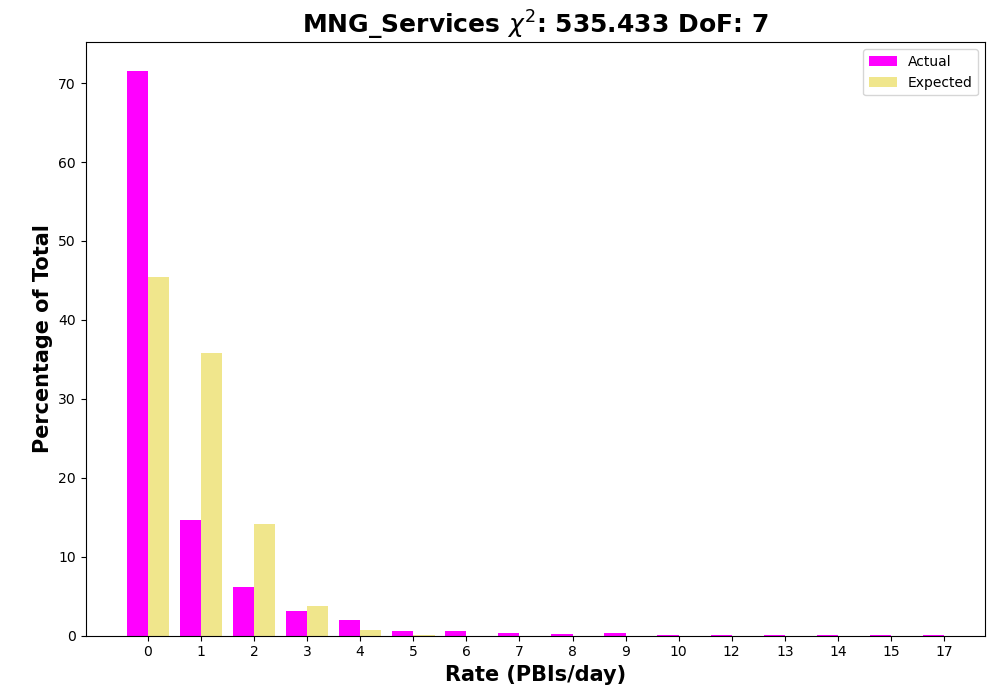 MNG_Services χ²: 535.433 DoF: 7
Actual
Expected
Percentage of Total
70
60
50
40
30
20
10
0
0 1 2 3 4 5 6 7 8 9 10 12 13 14 15 17
Rate (PBIs/day)